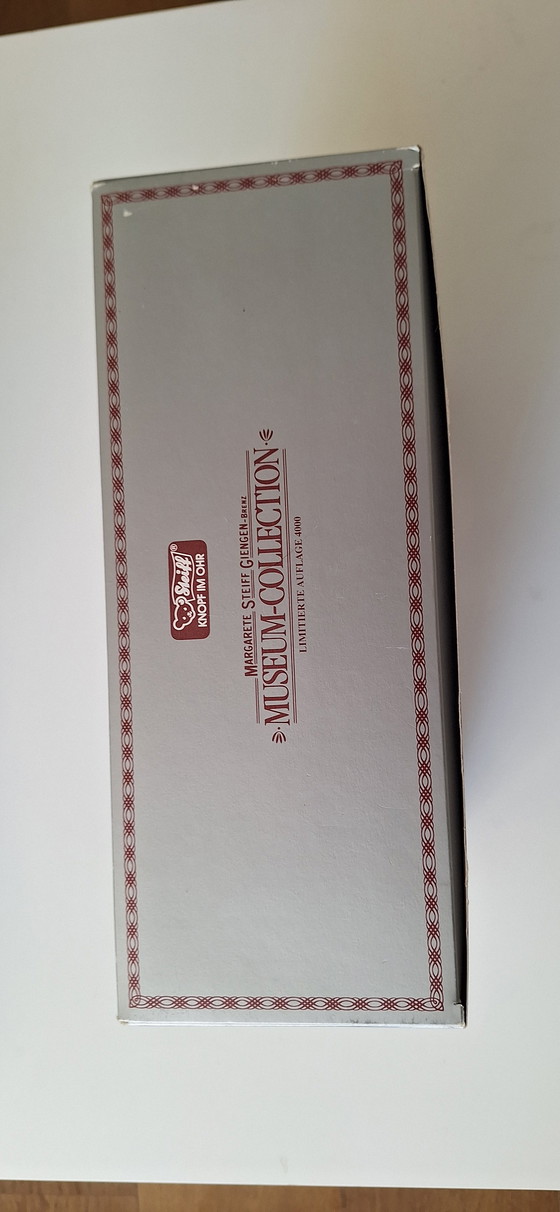 Steiff®
KNOPF IM OHR
MARGARETE STEIFF GIENGEN-BRENZ
MUSEUM-COLLECTION
LIMITIERTE AUFLAGE 4000